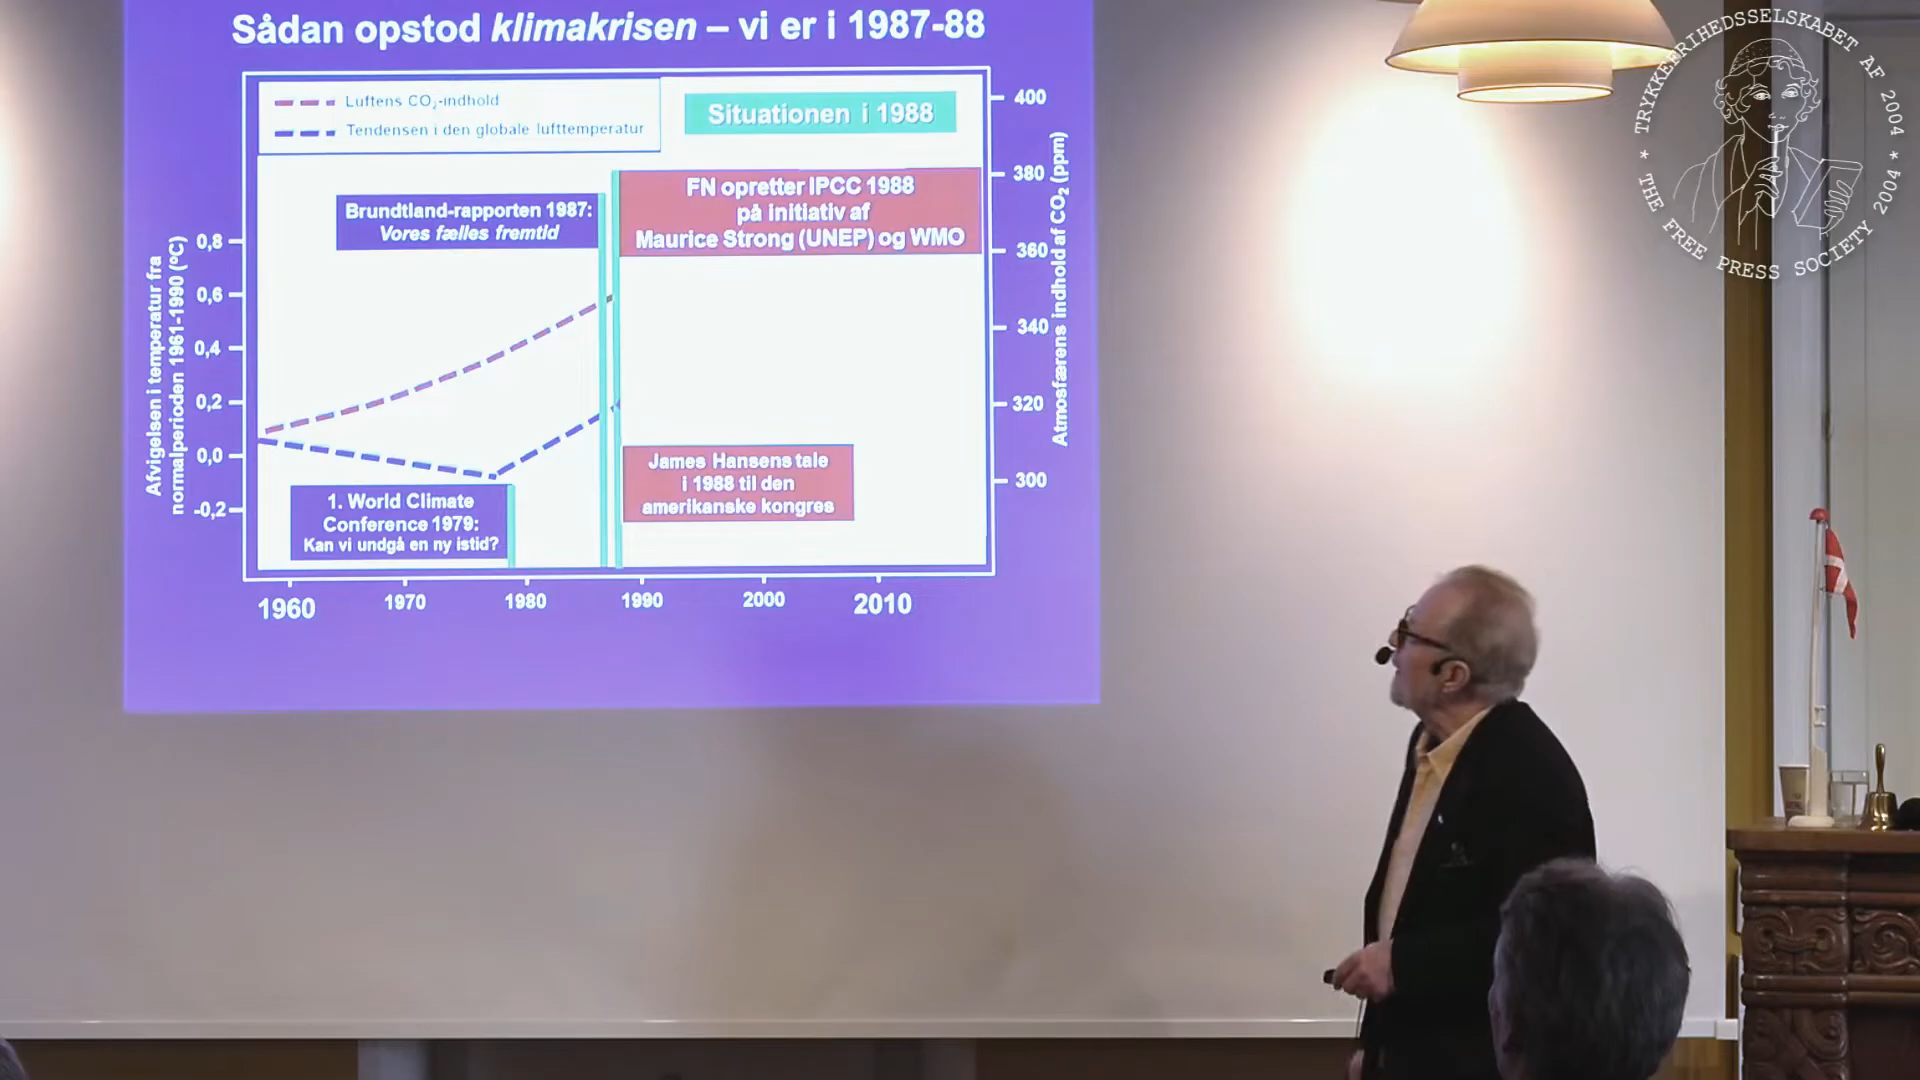 Sådan opstod klimakrisen – vi er i 1987-88
Luftens CO2-indhold
Tendensen i den globale lufttemperatur
Situationen i 1988
Brundtland-rapporten 1987:
Vores fælles fremtid
FN opretter IPCC 1988
på initiativ af
Maurice Strong (UNEP) og WMO
James Hansens tale
i 1988 til den
amerikanske kongres
1. World Climate
Conference 1979:
Kan vi undgå en ny istid?
Afvigelsen i temperatur fra
normalperioden 1961-1990 (ºC)
0,8
0,6
0,4
0,2
0,0
-0,2
400
380
360
340
320
300
Atmosfærens indhold af CO2 (ppm)
1960
1970
1980
1990
2000
2010
TRYKKEFRIHEDSSELSKABET AF 2004
* THE FREE PRESS SOCIETY 2004 *